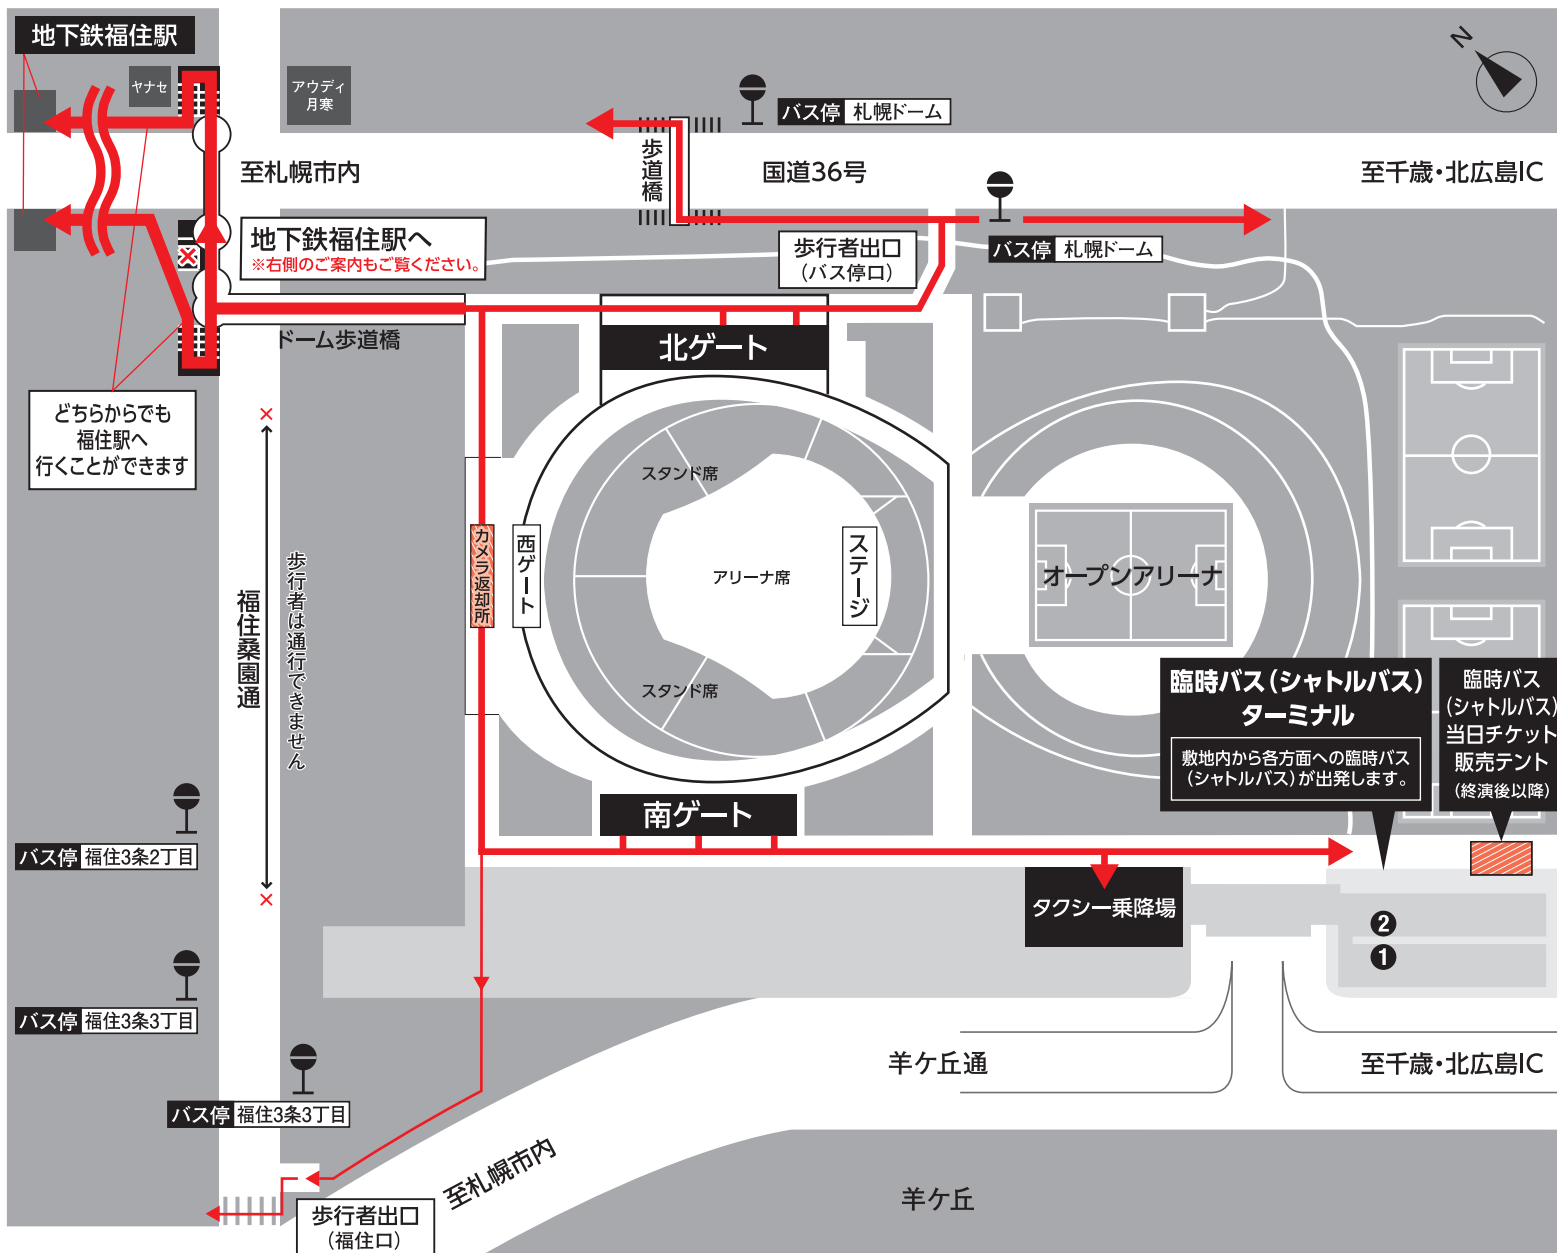 地下鉄福住駅
ヤナセ
アウディ
月寒
N
バス停 札幌ドーム
至札幌市内
歩道橋
国道36号
至千歳・北広島IC
地下鉄福住駅へ
※右側のご案内もご覧ください。
歩行者出口
（バス停口）
バス停 札幌ドーム
ドーム歩道橋
北ゲート
どちらからでも
福住駅へ
行くことができます
スタンド席
カメラ返却所
西ゲート
アリーナ席
ステージ
オープンアリーナ
福住桑園通
歩行者は通行できません
スタンド席
臨時バス（シャトルバス）
ターミナル
敷地内から各方面への臨時バス
（シャトルバス）が出発します。
臨時バス
（シャトルバス）
当日チケット
販売テント
（終演後以降）
南ゲート
バス停 福住3条2丁目
タクシー乗降場
2
1
バス停 福住3条3丁目
羊ケ丘通
至千歳・北広島IC
バス停 福住3条3丁目
至札幌市内
羊ケ丘
歩行者出口
（福住口）